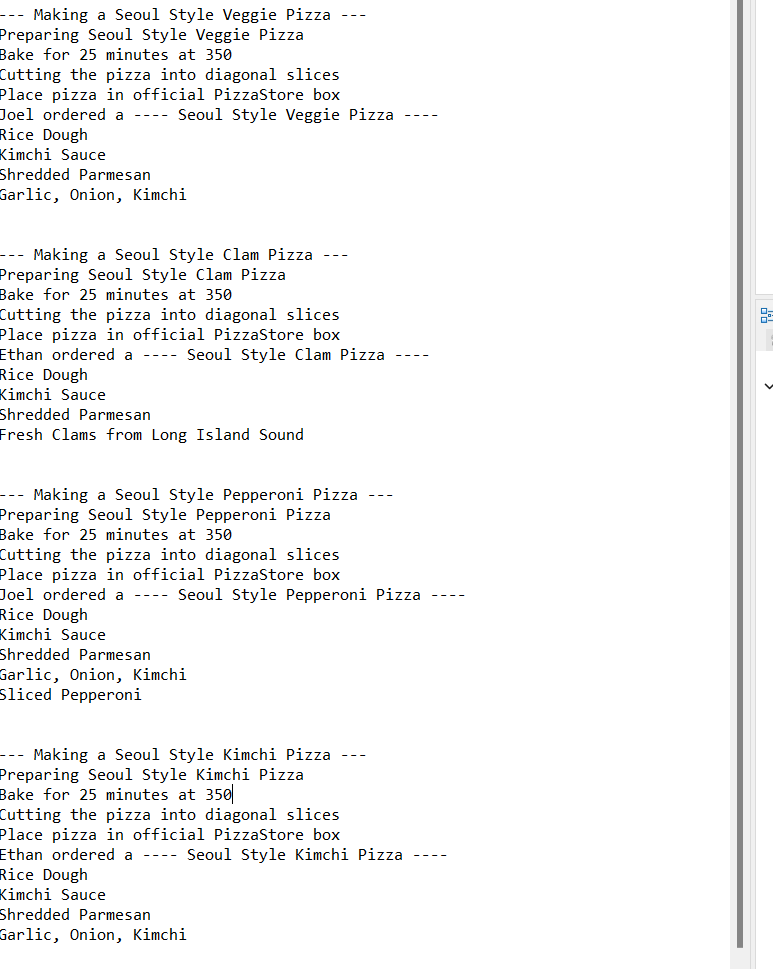 --- Making a Seoul Style Veggie Pizza ---
Preparing Seoul Style Veggie Pizza
Bake for 25 minutes at 350
Cutting the pizza into diagonal slices
Place pizza in official PizzaStore box
Joel ordered a ---- Seoul Style Veggie Pizza ----
Rice Dough
Kimchi Sauce
Shredded Parmesan
Garlic, Onion, Kimchi
--- Making a Seoul Style Clam Pizza ---
Preparing Seoul Style Clam Pizza
Bake for 25 minutes at 350
Cutting the pizza into diagonal slices
Place pizza in official PizzaStore box
Ethan ordered a ---- Seoul Style Clam Pizza ----
Rice Dough
Kimchi Sauce
Shredded Parmesan
Fresh Clams from Long Island Sound
--- Making a Seoul Style Pepperoni Pizza ---
Preparing Seoul Style Pepperoni Pizza
Bake for 25 minutes at 350
Cutting the pizza into diagonal slices
Place pizza in official PizzaStore box
Joel ordered a ---- Seoul Style Pepperoni Pizza ----
Rice Dough
Kimchi Sauce
Shredded Parmesan
Garlic, Onion, Kimchi
Sliced Pepperoni
--- Making a Seoul Style Kimchi Pizza ---
Preparing Seoul Style Kimchi Pizza
Bake for 25 minutes at 350
Cutting the pizza into diagonal slices
Place pizza in official PizzaStore box
Ethan ordered a ---- Seoul Style Kimchi Pizza ----
Rice Dough
Kimchi Sauce
Shredded Parmesan
Garlic, Onion, Kimchi